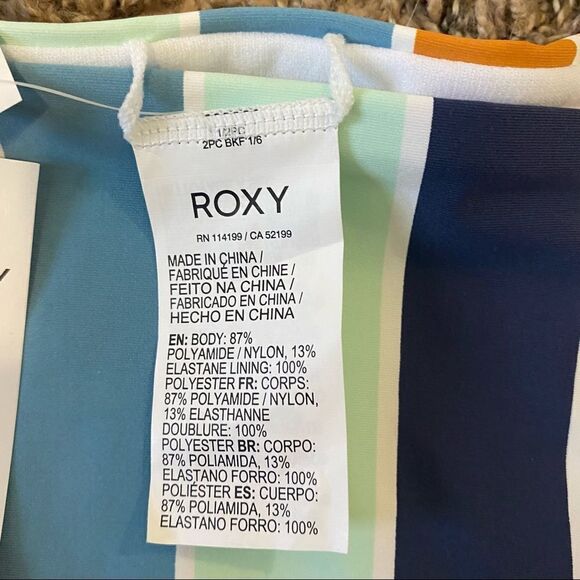 1/2PC
2PC BKF 1/6
ROXY
RN 114199 / CA 52199
MADE IN CHINA /
FABRIQUÉ EN CHINE /
FEITO NA CHINA /
FABRICADO EN CHINA /
HECHO EN CHINA
EN: BODY: 87%
POLYAMIDE / NYLON, 13%
ELASTANE LINING: 100%
POLYESTER FR: CORPS:
87% POLYAMIDE / NYLON,
13% ELASTHANNE
DOUBLURE: 100%
POLYESTER BR: CORPO:
87% POLIAMIDA, 13%
ELASTANO FORRO: 100%
POLIÉSTER ES: CUERPO:
87% POLIAMIDA, 13%
ELASTANO FORRO: 100%